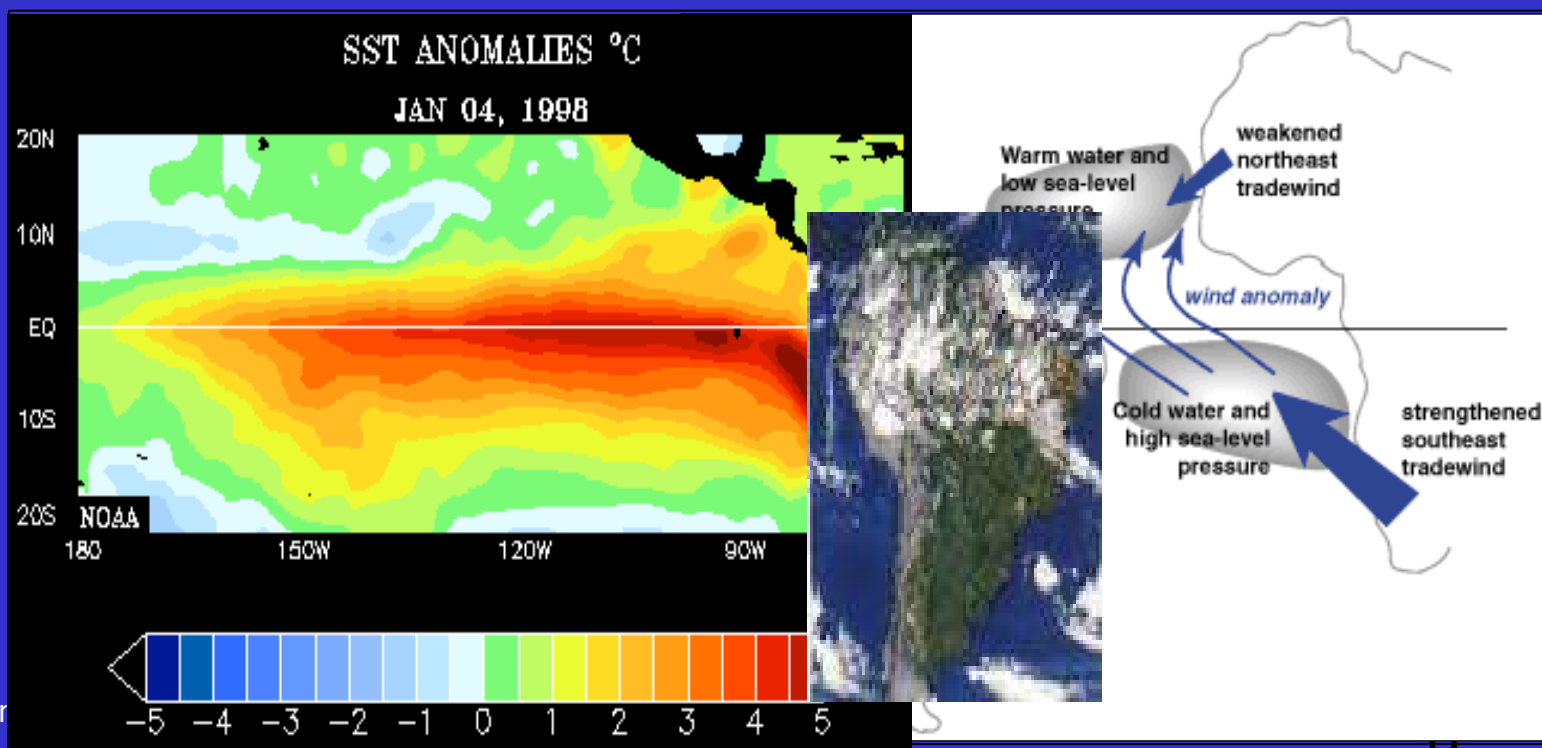 SST ANOMALIES °C
JAN 04, 1998
20N
10N
EQ
10S
20S
NOAA
180
150W
120W
90W
-5
-4
-3
-2
-1
0
1
2
3
4
5
Warm water and
low sea-level
pressure
weakened
northeast
tradewind
wind anomaly
Cold water and
high sea-level
pressure
strengthened
southeast
tradewind